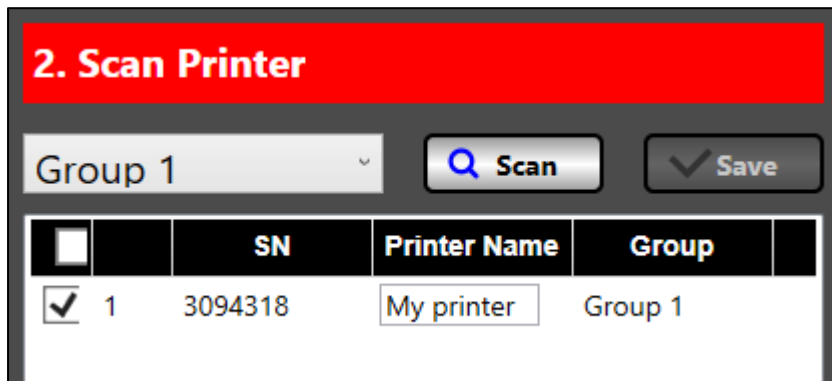 2. Scan Printer
Group 1 Scan Save
SN Printer Name Group
1 3094318 My printer Group 1